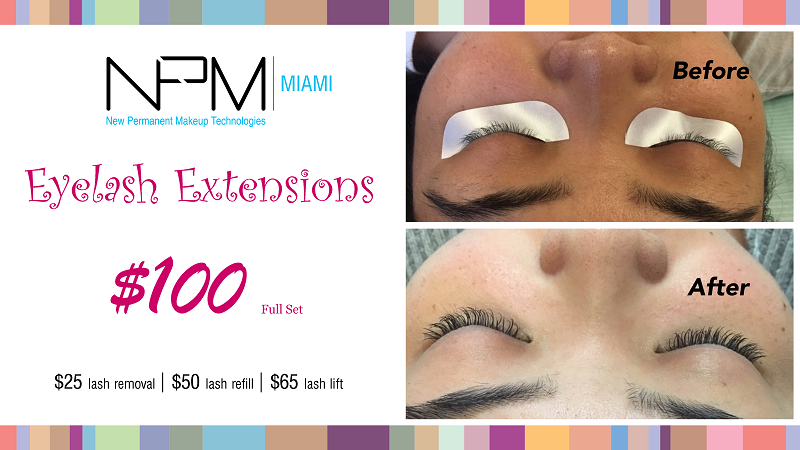 NPM | MIAMI
New Permanent Makeup Technologies
Eyelash Extensions
$100 Full Set
$25 lash removal | $50 lash refill | $65 lash lift
Before
After